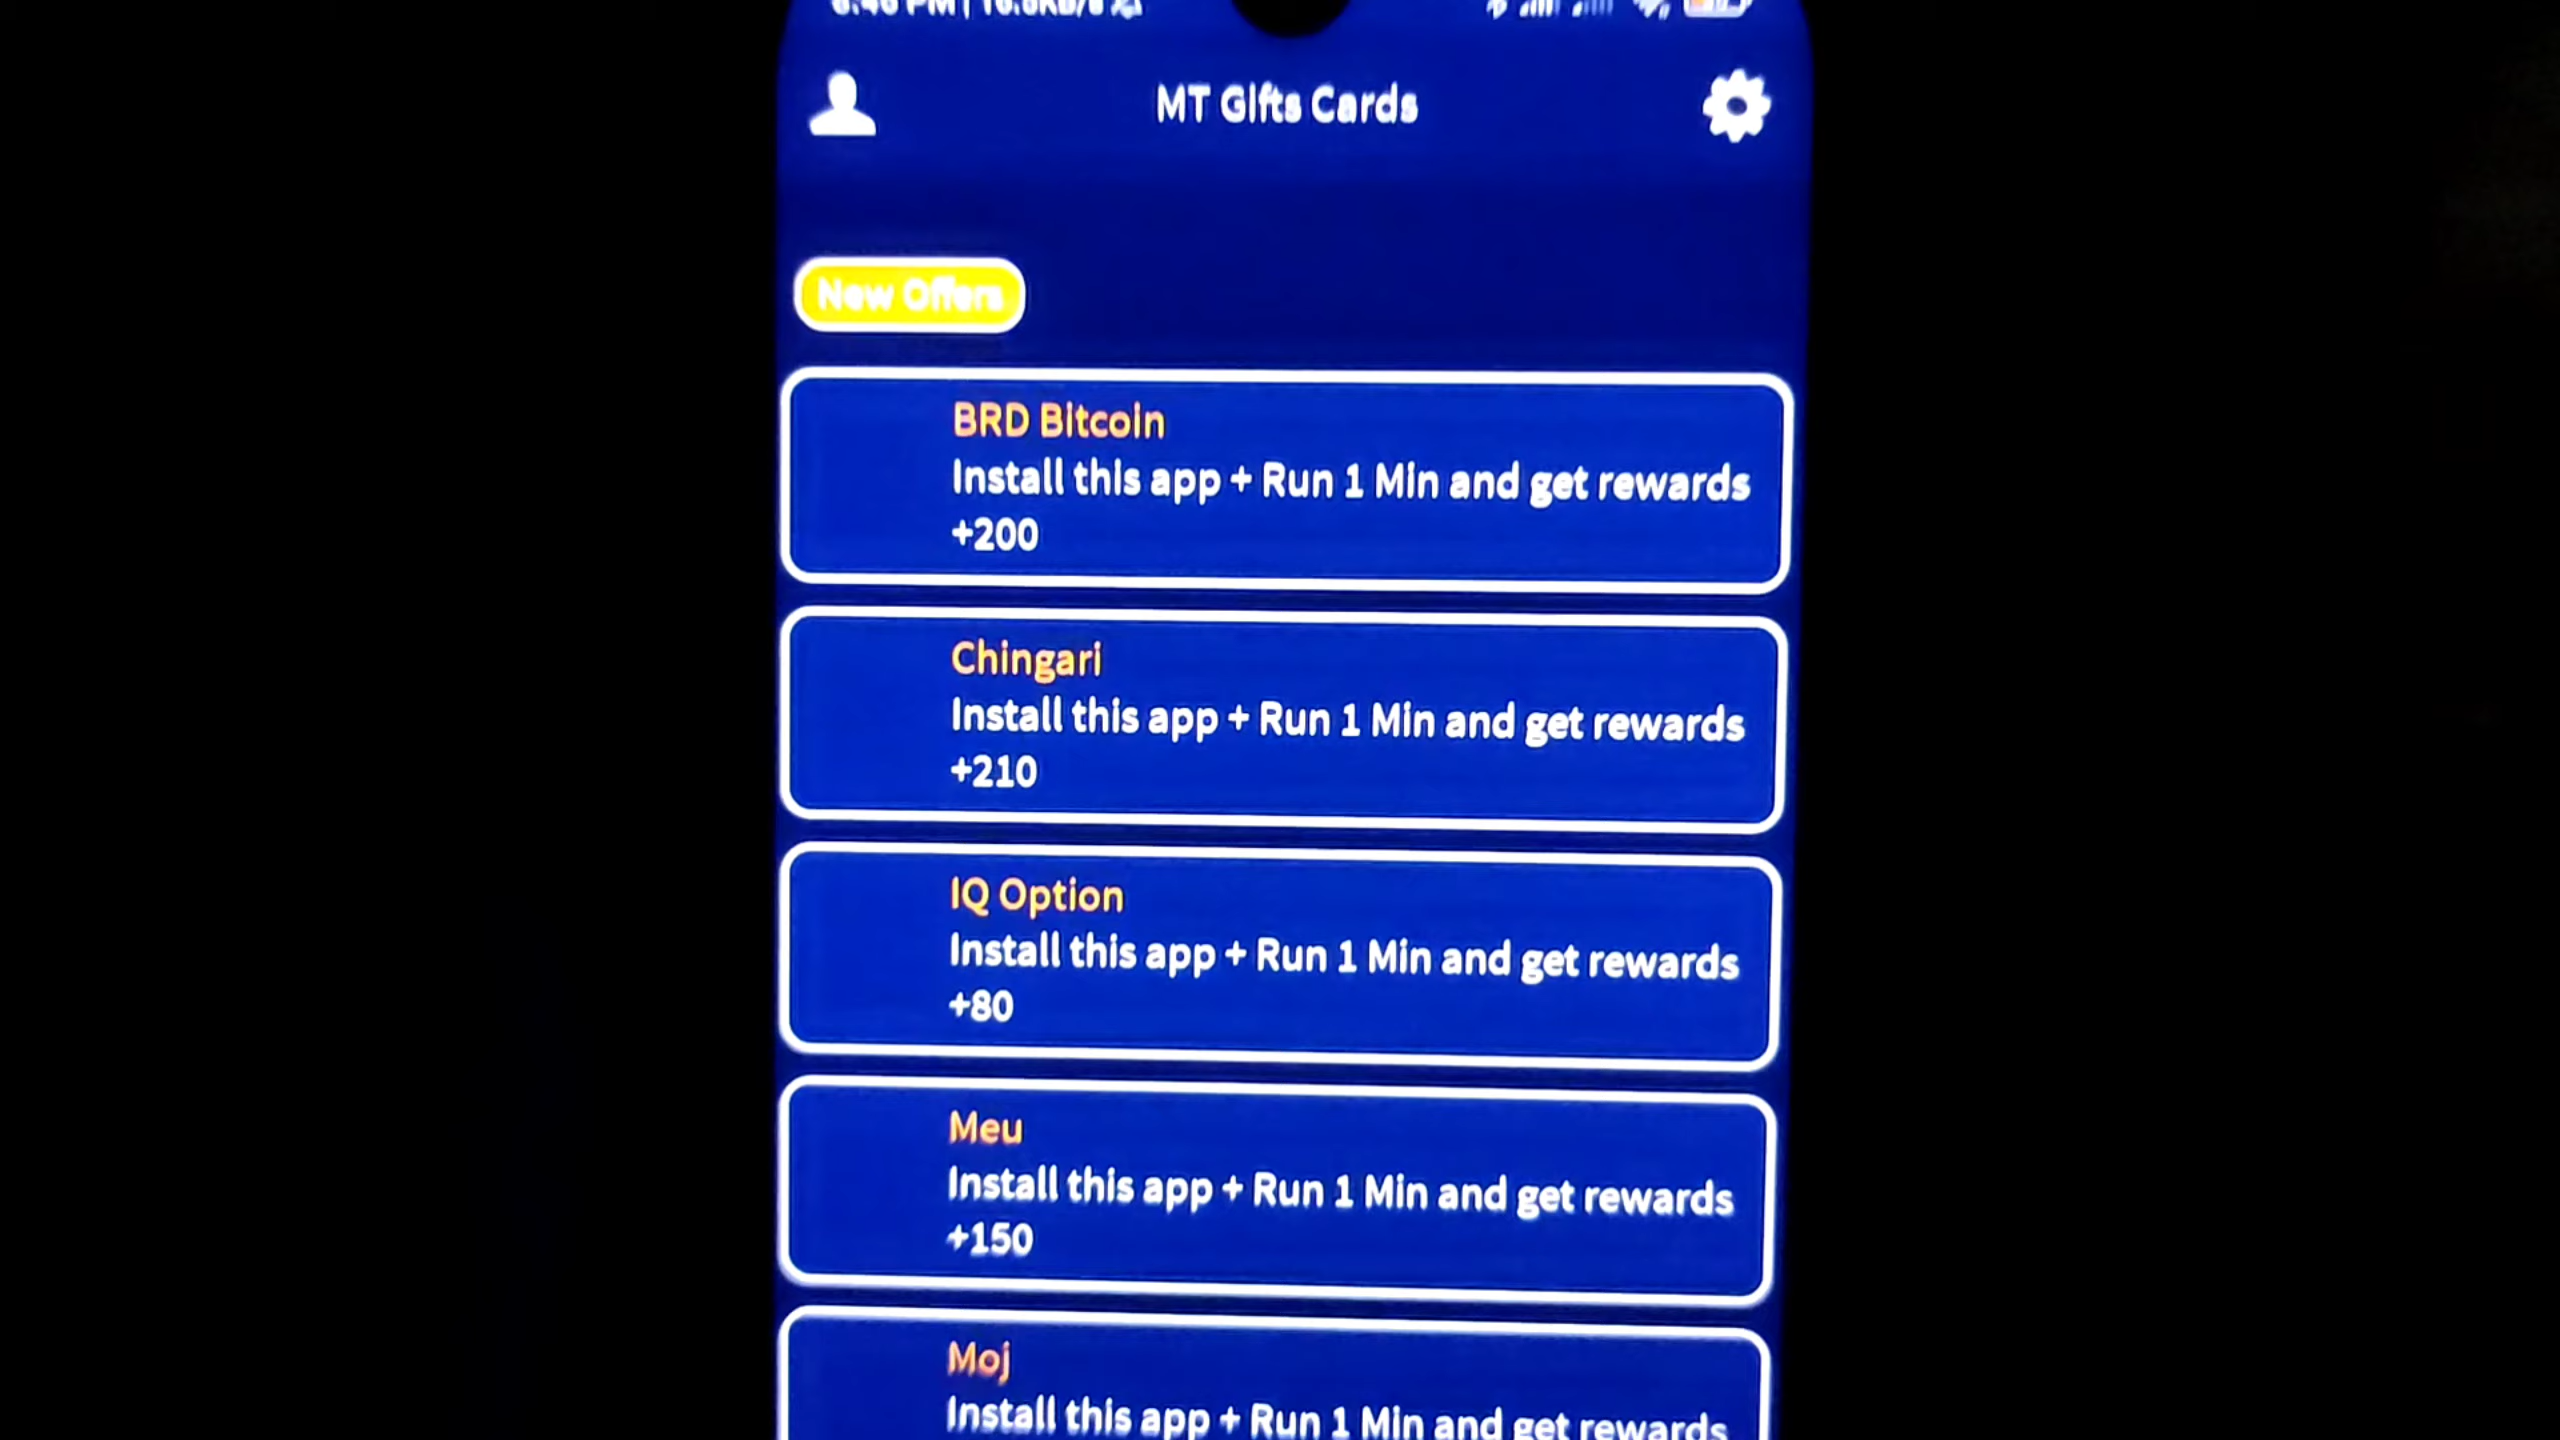 MT Gifts Cards
New Offers
BRD Bitcoin
Install this app + Run 1 Min and get rewards
+200
Chingari
Install this app + Run 1 Min and get rewards
+210
IQ Option
Install this app + Run 1 Min and get rewards
+80
Meu
Install this app + Run 1 Min and get rewards
+150
Moj
Install this app + Run 1 Min and get rewards